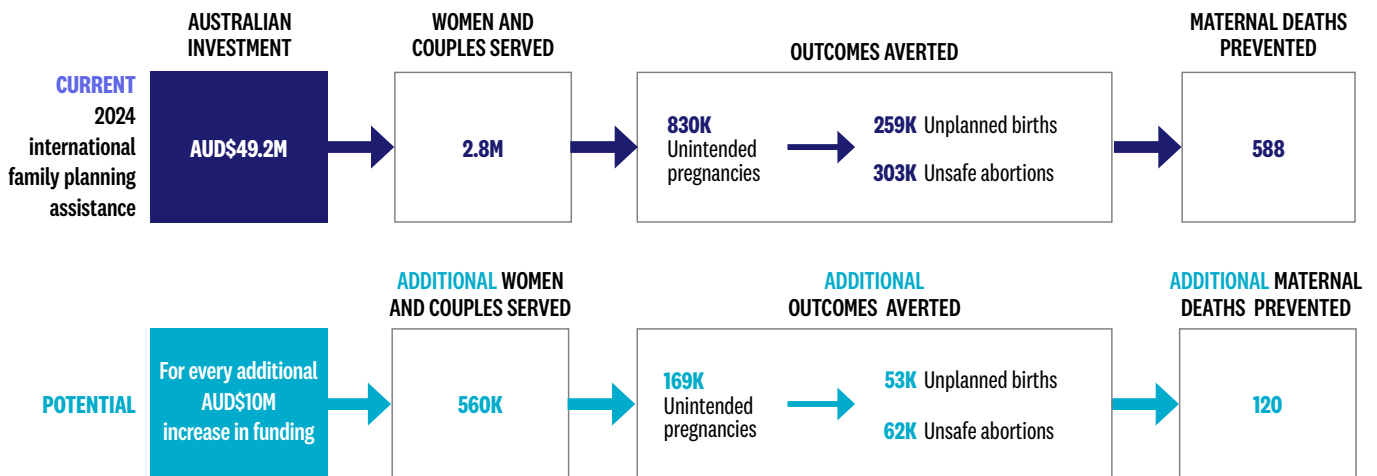 AUSTRALIAN
INVESTMENT
WOMEN AND
COUPLES SERVED
OUTCOMES AVERTED
MATERNAL DEATHS
PREVENTED
CURRENT
2024
international
family planning
assistance
AUD$49.2M
2.8M
830K
Unintended
pregnancies
259K Unplanned births
303K Unsafe abortions
588
ADDITIONAL WOMEN
AND COUPLES SERVED
ADDITIONAL
OUTCOMES AVERTED
ADDITIONAL MATERNAL
DEATHS PREVENTED
POTENTIAL
For every additional
AUD$10M
increase in funding
560K
169K
Unintended
pregnancies
53K Unplanned births
62K Unsafe abortions
120